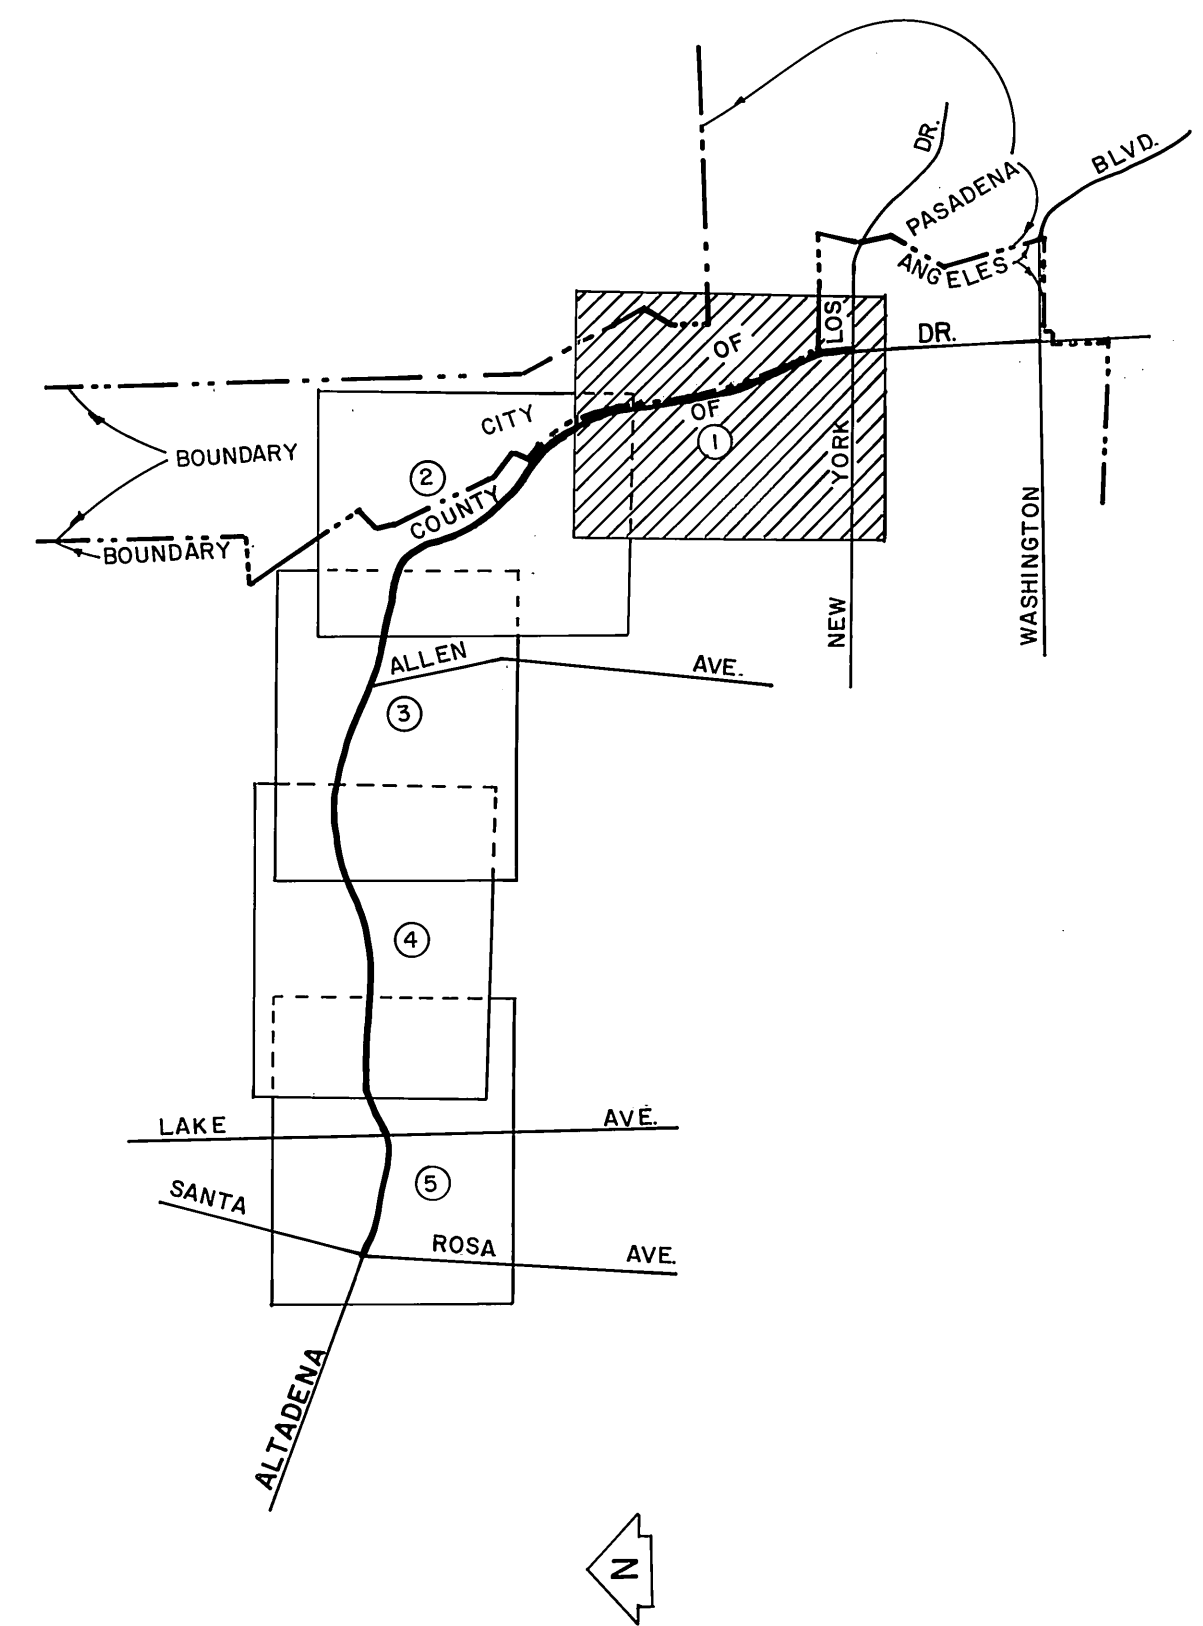 DR.
BLVD.
CITY OF PASADENA
COUNTY OF LOS ANGELES
DR.
BOUNDARY
BOUNDARY
1
2
NEW YORK
WASHINGTON
ALLEN AVE.
3
4
LAKE AVE.
5
SANTA ROSA AVE.
ALTADENA
N